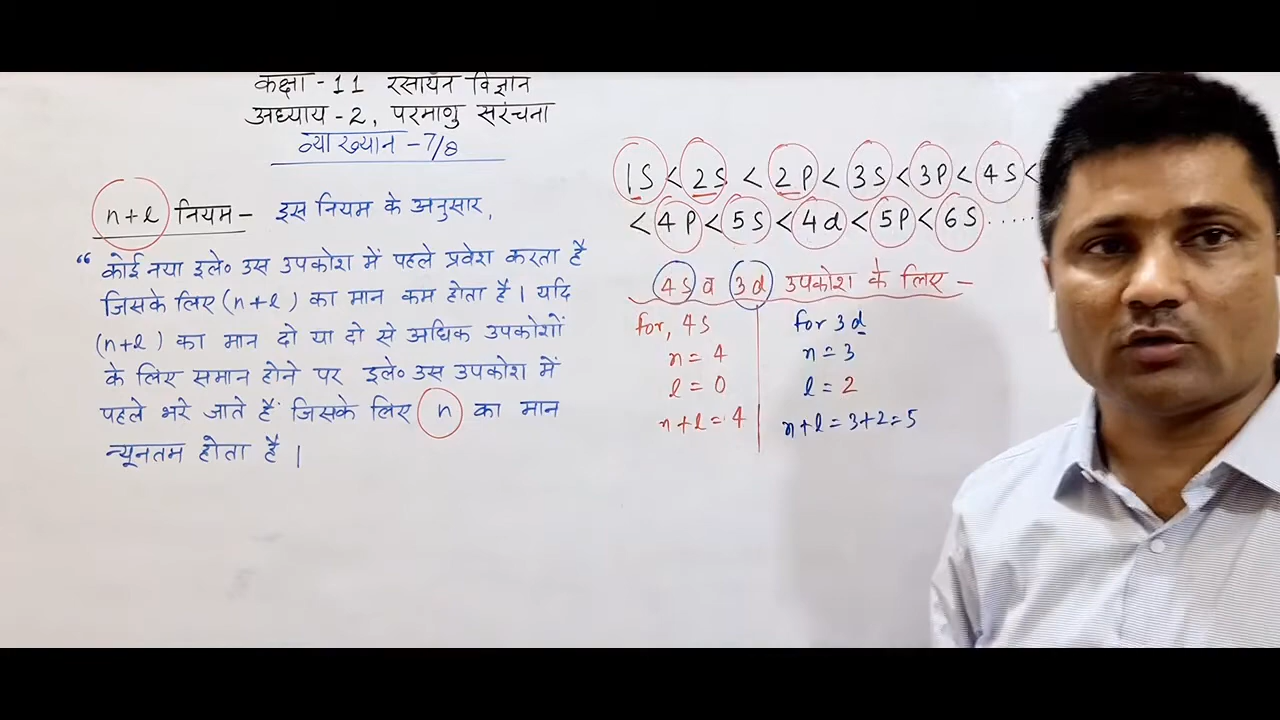 कक्षा - 11 रसायन विज्ञान
अध्याय - 2, परमाणु सरंचना
व्याख्यान - 7/8
n+l नियम - इस नियम के अनुसार,
“ कोई नया इले० उस उपकोश में पहले प्रवेश करता है
जिसके लिए (n+l) का मान कम होता है। यदि
(n+l) का मान दो या दो से अधिक उपकोशों
के लिए समान होने पर इले० उस उपकोश में
पहले भरे जाते हैं जिसके लिए n का मान
न्यूनतम होता है।
1S < 2S < 2P < 3S < 3P < 4S <
< 4P < 5S < 4d < 5P < 6S ......
4S व 3d उपकोश के लिए -
for, 4S
n = 4
l = 0
n+l = 4
for 3d
n = 3
l = 2
n+l = 3+2 = 5